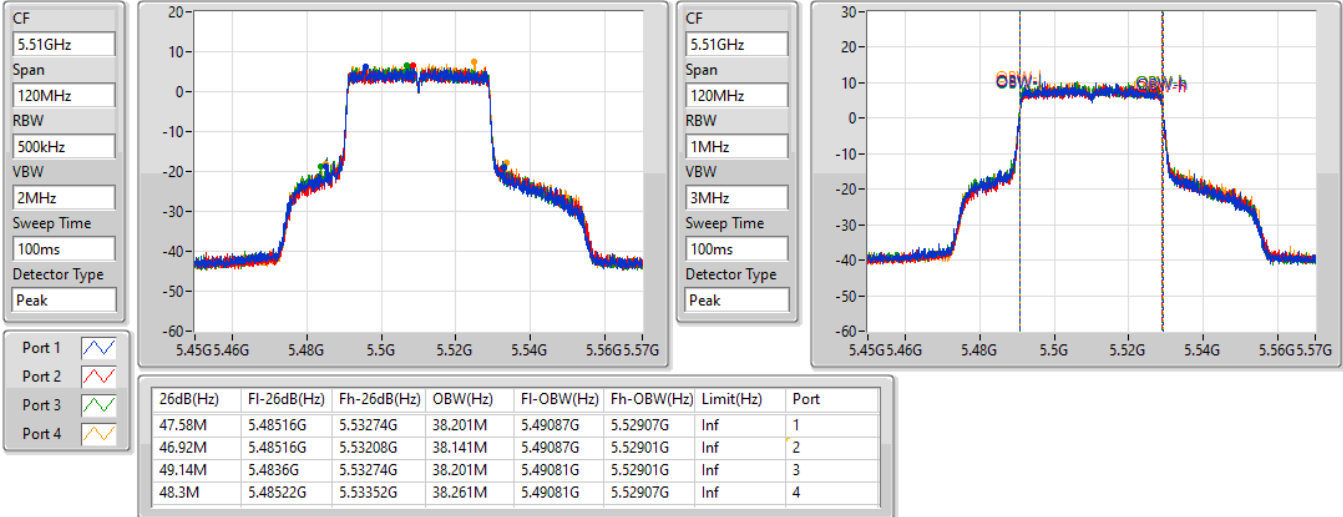 CF
5.51GHz
Span
120MHz
RBW
500kHz
VBW
2MHz
Sweep Time
100ms
Detector Type
Peak
20-
10-
0-
-10-
-20-
-30-
-40-
-50-
-60-
5.45G 5.46G 5.48G 5.5G 5.52G 5.54G 5.56G 5.57G
CF
5.51GHz
Span
120MHz
RBW
1MHz
VBW
3MHz
Sweep Time
100ms
Detector Type
Peak
30-
20-
10-
0-
-10-
-20-
-30-
-40-
-50-
-60-
OBW-l OBW-h
5.45G 5.46G 5.48G 5.5G 5.52G 5.54G 5.56G 5.57G
Port 1
Port 2
Port 3
Port 4
26dB(Hz) Fl-26dB(Hz) Fh-26dB(Hz) OBW(Hz) Fl-OBW(Hz) Fh-OBW(Hz) Limit(Hz) Port
47.58M 5.48516G 5.53274G 38.201M 5.49087G 5.52907G Inf 1
46.92M 5.48516G 5.53208G 38.141M 5.49087G 5.52901G Inf 2
49.14M 5.4836G 5.53274G 38.201M 5.49081G 5.52901G Inf 3
48.3M 5.48522G 5.53352G 38.261M 5.49081G 5.52907G Inf 4